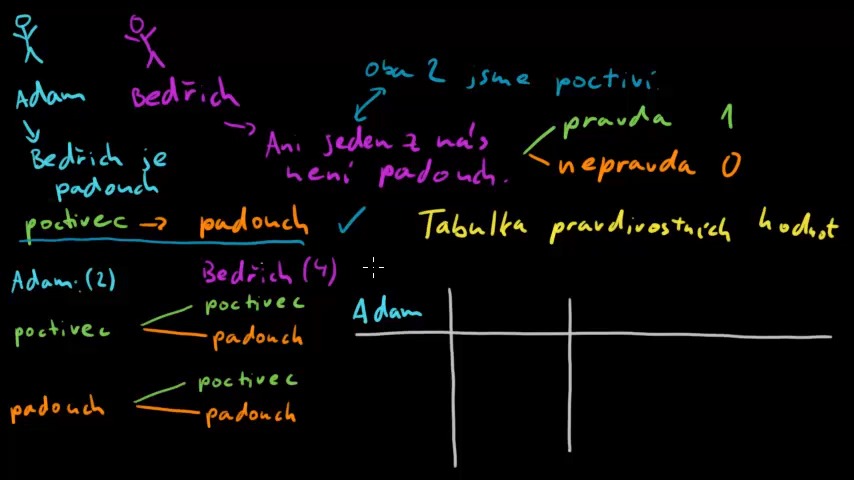 Adam
Bedřich
oba 2 jsme poctiví.
Bedřich je
padouch
Ani jeden z nás
není padouch.
pravda 1
nepravda 0
poctivec → padouch ✓
Tabulka pravdivostních hodnot
Adam: (2)
Bedřich (4)
poctivec
poctivec
padouch
padouch
poctivec
padouch
Adam